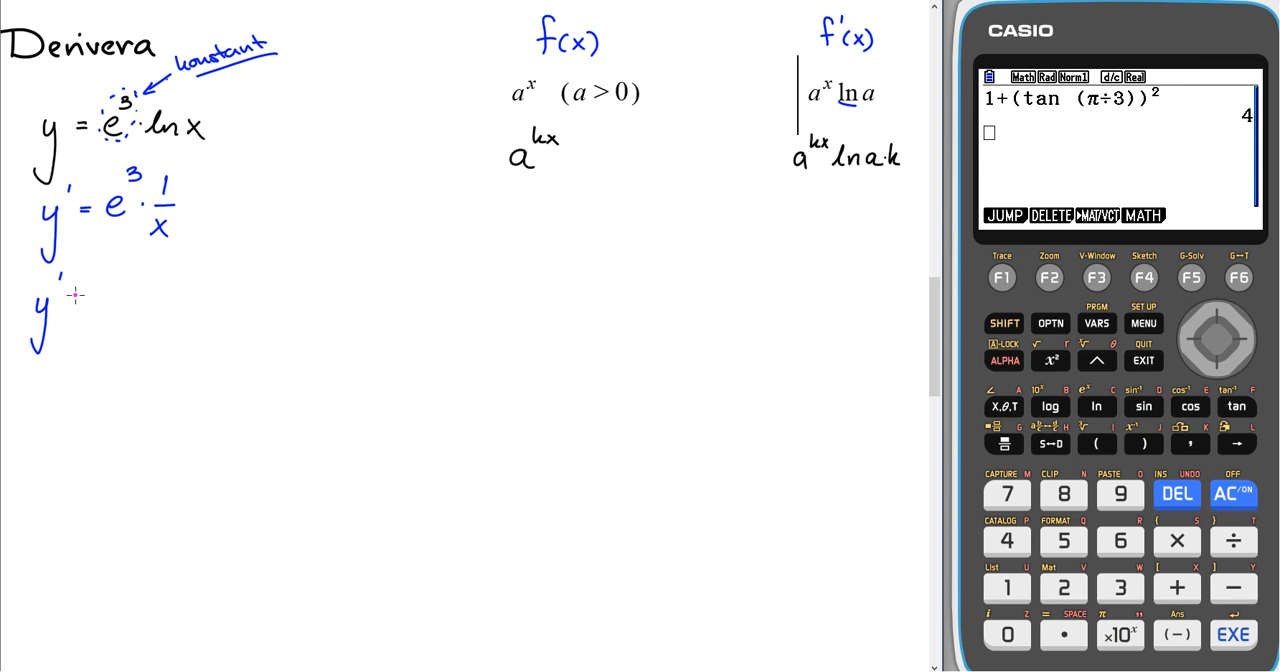 Derivera
konstant
y = e³ · ln x
y' = e³ · 1/x
y'
f(x) f'(x)
aˣ (a > 0) aˣ ln a
aᵏˣ aᵏˣ ln a · k
CASIO
Math Rad Norm1 d/c Real
1+(tan (π÷3))²
4
JUMP DELETE ►MAT/VCT MATH
Trace Zoom V-Window Sketch G-Solv G↔T
F1 F2 F3 F4 F5 F6
PRGM SET UP
SHIFT OPTN VARS MENU
A-LOCK √ r ∛ θ QUIT
ALPHA x² ^ EXIT
∠ A 10ˣ B eˣ C sin⁻¹ D cos⁻¹ E tan⁻¹ F
X,θ,T log ln sin cos tan
G H I x⁻¹ J K L
S↔D ( ) , →
CAPTURE M CLIP N PASTE O INS UNDO OFF
7 8 9 DEL AC/ON
CATALOG P FORMAT Q R { S } T
4 5 6 × ÷
List U Mat V W [ X ] Y
1 2 3 + −
i Z = SPACE π " Ans
0 . ×10ˣ (−) EXE